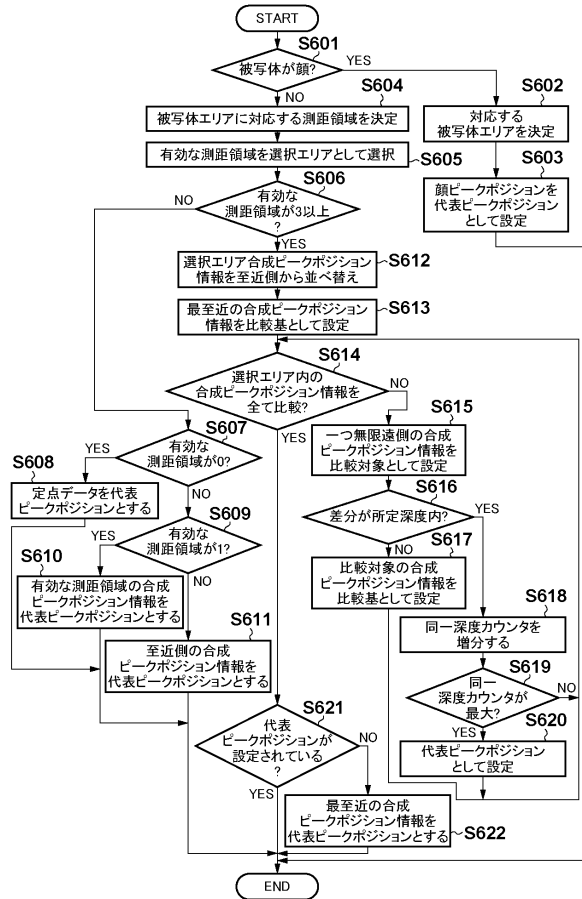 START
S601
被写体が顔?
YES
NO
S604
被写体エリアに対応する測距領域を決定
S602
対応する
被写体エリアを決定
有効な測距領域を選択エリアとして選択
S605
S603
顔ピークポジションを
代表ピークポジション
として設定
S606
有効な
測距領域が3以上
?
NO
YES
選択エリア合成ピークポジション
情報を至近側から並べ替え
S612
最至近の合成ピークポジション
情報を比較基として設定
S613
S614
選択エリア内の
合成ピークポジション情報を
全て比較?
NO
YES
S615
一つ無限遠側の合成
ピークポジション情報を
比較対象として設定
S607
有効な
測距領域が0?
YES
NO
S608
定点データを代表
ピークポジションとする
S616
差分が所定深度内?
YES
NO
S609
有効な
測距領域が1?
YES
NO
S617
比較対象の合成
ピークポジション情報を
比較基として設定
S610
有効な測距領域の合成
ピークポジション情報を
代表ピークポジションとする
S618
同一深度カウンタを
増分する
S611
至近側の合成
ピークポジション情報を
代表ピークポジションとする
S619
同一
深度カウンタが
最大?
NO
YES
S620
代表ピークポジション
として設定
S621
代表
ピークポジションが
設定されている
?
NO
YES
最至近の合成
ピークポジション情報を
代表ピークポジションとする
S622
END